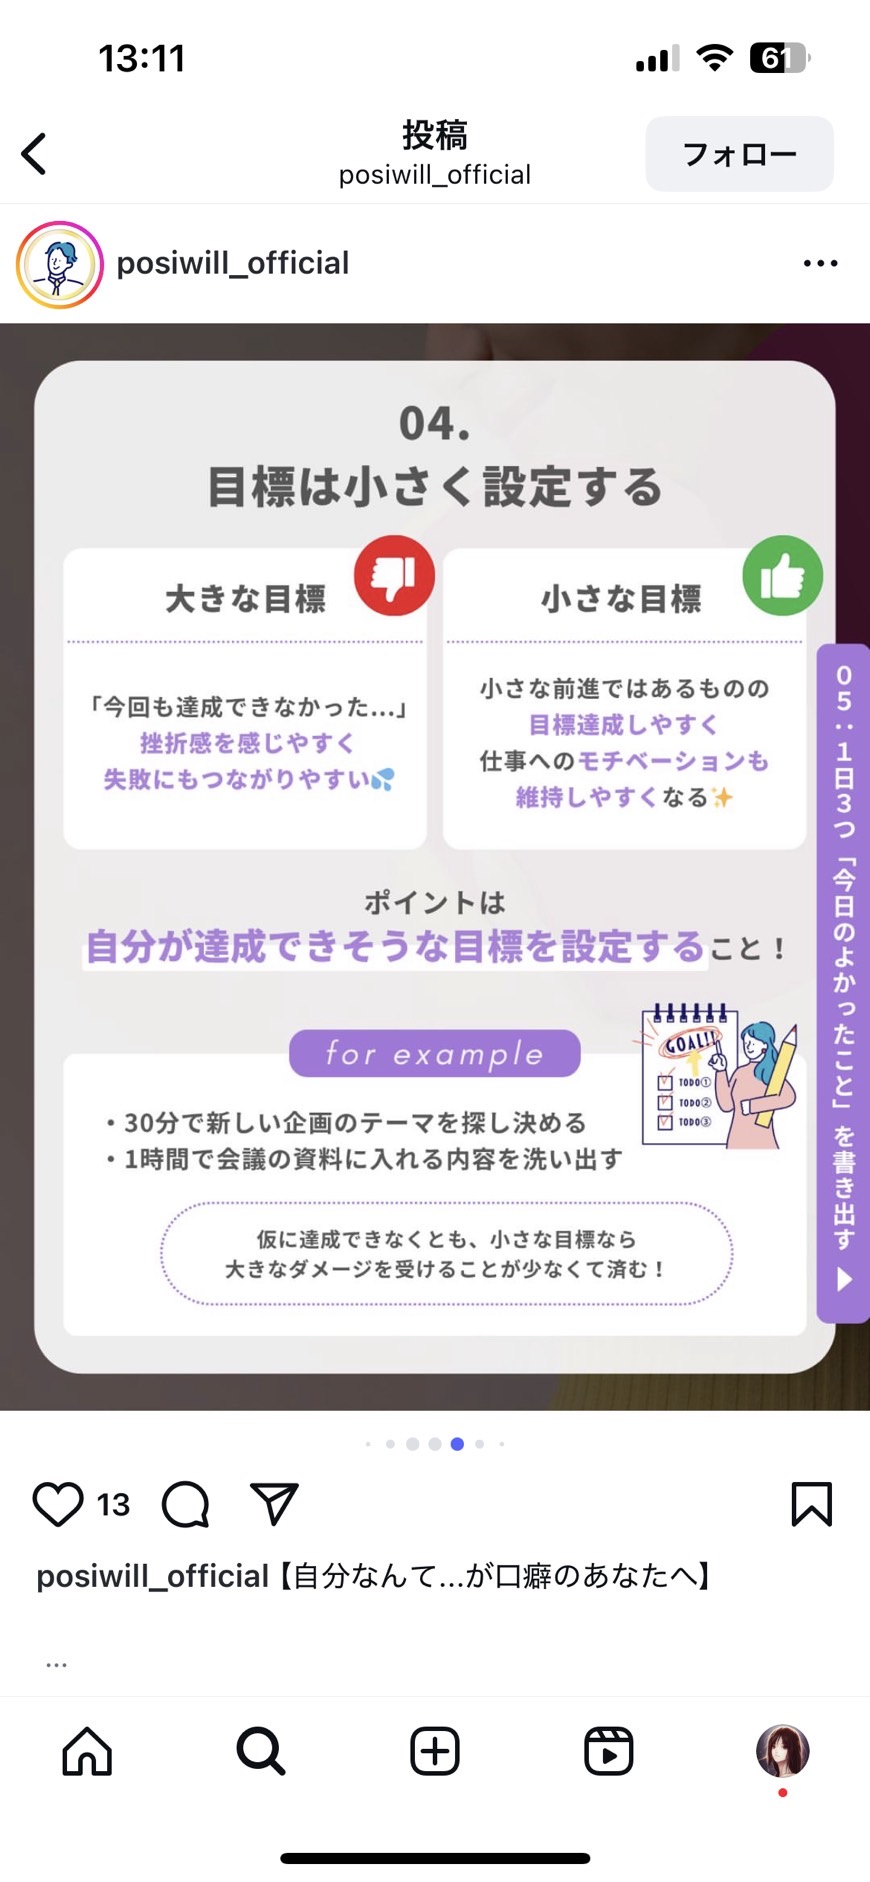 13:11
61
投稿
posiwill_official
フォロー
posiwill_official
04.
目標は小さく設定する
大きな目標
「今回も達成できなかった...」
挫折感を感じやすく
失敗にもつながりやすい💦
小さな目標
小さな前進ではあるものの
目標達成しやすく
仕事へのモチベーションも
維持しやすくなる✨
ポイントは
自分が達成できそうな目標を設定すること！
for example
GOAL!!
TODO①
TODO②
TODO③
・30分で新しい企画のテーマを探し決める
・1時間で会議の資料に入れる内容を洗い出す
仮に達成できなくとも、小さな目標なら
大きなダメージを受けることが少なくて済む！
05：1日3つ「今日のよかったこと」を書き出す
13
posiwill_official【自分なんて...が口癖のあなたへ】
...